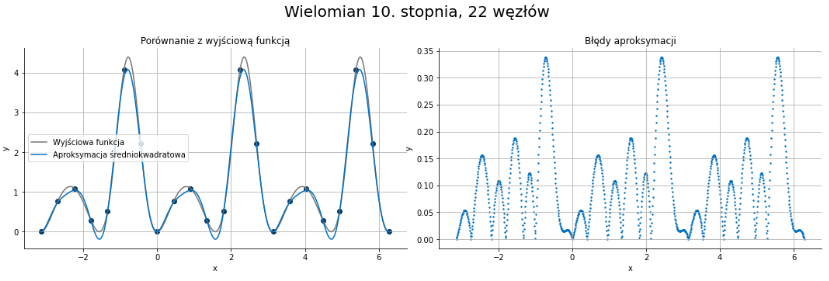 Wielomian 10. stopnia, 22 węzłów
Porównanie z wyjściową funkcją
y
4
3
2
1
0
Wyjściowa funkcja
Aproksymacja średniokwadratowa
−2
0
2
4
6
x
Błędy aproksymacji
y
0.35
0.30
0.25
0.20
0.15
0.10
0.05
0.00
−2
0
2
4
6
x